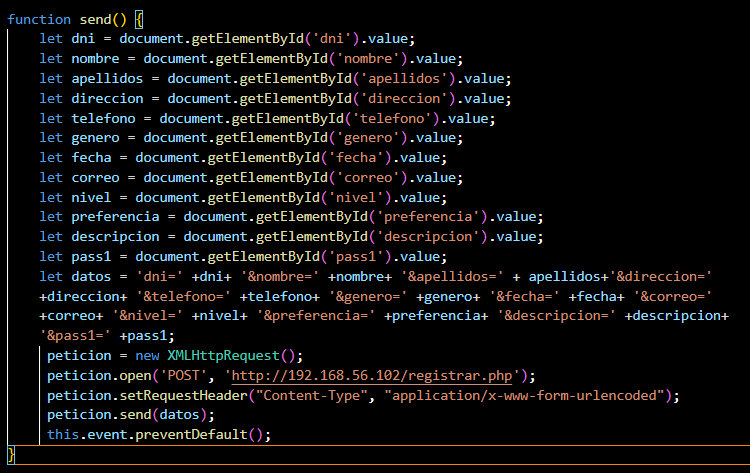 function send() {
let dni = document.getElementById('dni').value;
let nombre = document.getElementById('nombre').value;
let apellidos = document.getElementById('apellidos').value;
let direccion = document.getElementById('direccion').value;
let telefono = document.getElementById('telefono').value;
let genero = document.getElementById('genero').value;
let fecha = document.getElementById('fecha').value;
let correo = document.getElementById('correo').value;
let nivel = document.getElementById('nivel').value;
let preferencia = document.getElementById('preferencia').value;
let descripcion = document.getElementById('descripcion').value;
let pass1 = document.getElementById('pass1').value;
let datos = 'dni=' +dni+ '&nombre=' +nombre+ '&apellidos=' + apellidos+'&direccion='
+direccion+ '&telefono=' +telefono+ '&genero=' +genero+ '&fecha=' +fecha+ '&correo='
+correo+ '&nivel=' +nivel+ '&preferencia=' +preferencia+ '&descripcion=' +descripcion+
'&pass1=' +pass1;
peticion = new XMLHttpRequest();
peticion.open('POST', 'http://192.168.56.102/registrar.php');
peticion.setRequestHeader("Content-Type", "application/x-www-form-urlencoded");
peticion.send(datos);
this.event.preventDefault();
}